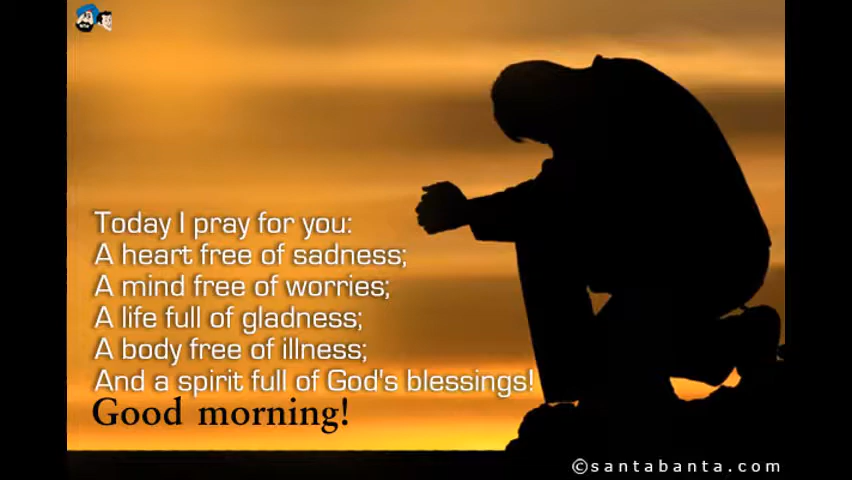 Today I pray for you:
A heart free of sadness;
A mind free of worries;
A life full of gladness;
A body free of illness;
And a spirit full of God's blessings!
Good morning!
©santabanta.com